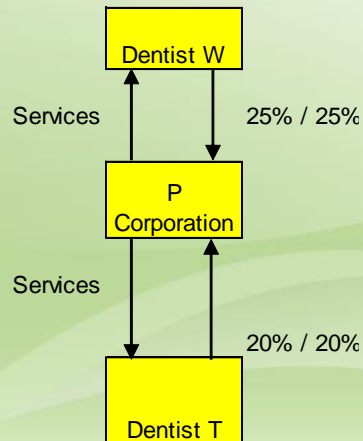 Dentist W
Services
25% / 25%
P
Corporation
Services
20% / 20%
Dentist T